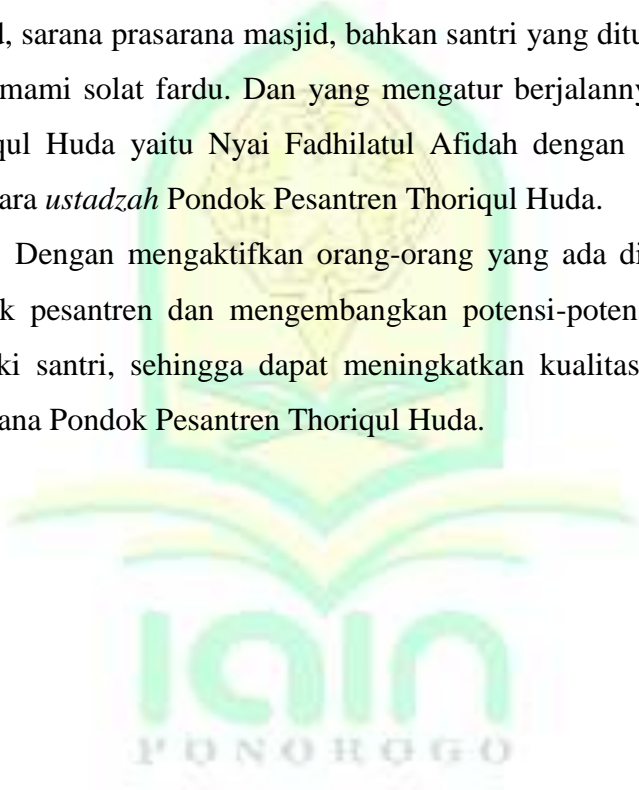 d, sarana prasarana masjid, bahkan santri yang ditu
mami solat fardu. Dan yang mengatur berjalanny
qul Huda yaitu Nyai Fadhilatul Afidah dengan
ara ustadzah Pondok Pesantren Thoriqul Huda.
Dengan mengaktifkan orang-orang yang ada di
k pesantren dan mengembangkan potensi-poten
ki santri, sehingga dapat meningkatkan kualitas
ana Pondok Pesantren Thoriqul Huda.
iain
PONOROGO